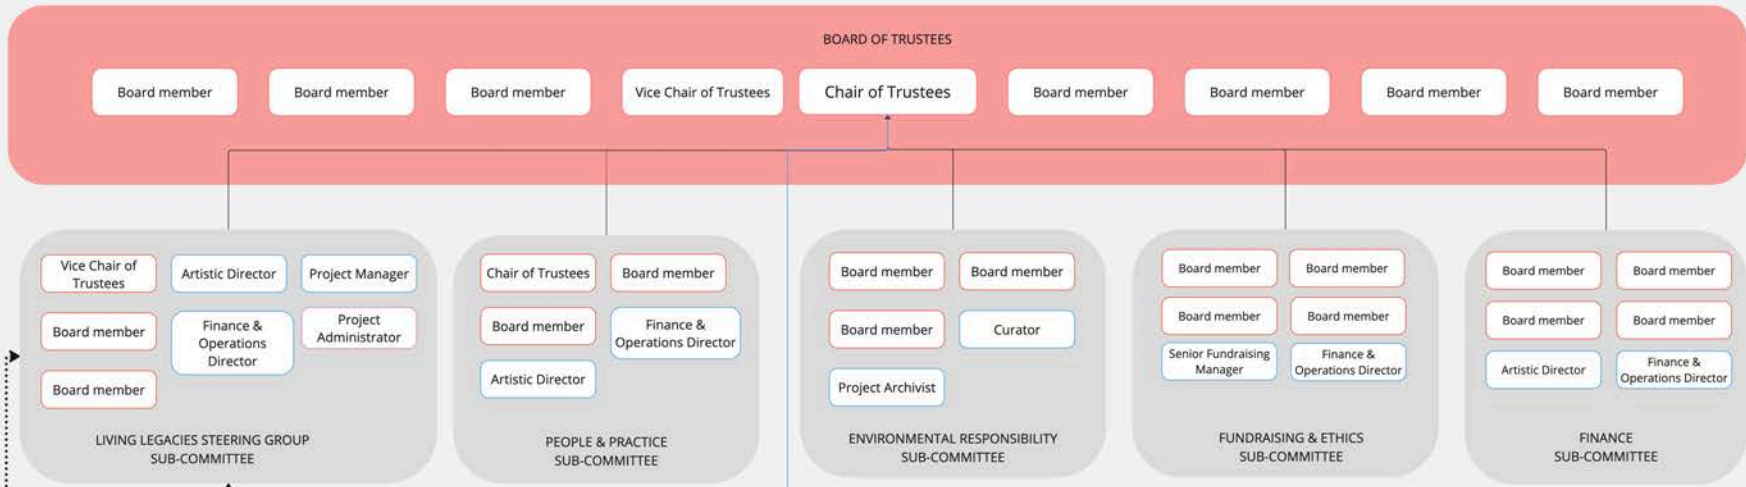 BOARD OF TRUSTEES
Board member
Board member
Board member
Vice Chair of Trustees
Chair of Trustees
Board member
Board member
Board member
Board member
Vice Chair of
Trustees
Artistic Director
Project Manager
Board member
Finance &
Operations
Director
Project
Administrator
Board member
LIVING LEGACIES STEERING GROUP
SUB-COMMITTEE
Chair of Trustees
Board member
Board member
Finance &
Operations Director
Artistic Director
PEOPLE & PRACTICE
SUB-COMMITTEE
Board member
Board member
Board member
Curator
Project Archivist
ENVIRONMENTAL RESPONSIBILITY
SUB-COMMITTEE
Board member
Board member
Board member
Board member
Senior Fundraising
Manager
Finance &
Operations Director
FUNDRAISING & ETHICS
SUB-COMMITTEE
Board member
Board member
Board member
Board member
Artistic Director
Finance &
Operations Director
FINANCE
SUB-COMMITTEE